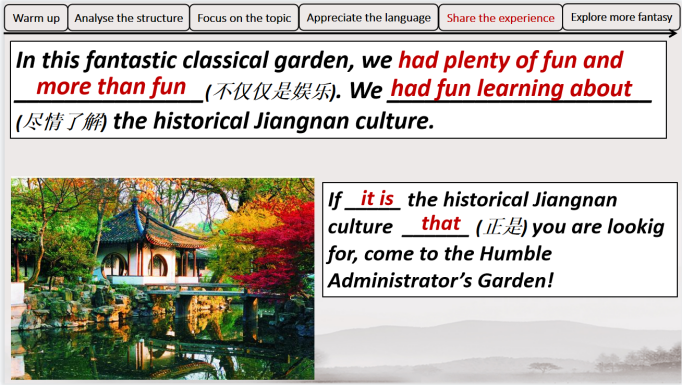 Warm up
Analyse the structure
Focus on the topic
Appreciate the language
Share the experience
Explore more fantasy
In this fantastic classical garden, we had plenty of fun and
more than fun (不仅仅是娱乐). We had fun learning about
(尽情了解) the historical Jiangnan culture.
If it is the historical Jiangnan
culture that (正是) you are lookig
for, come to the Humble
Administrator's Garden!